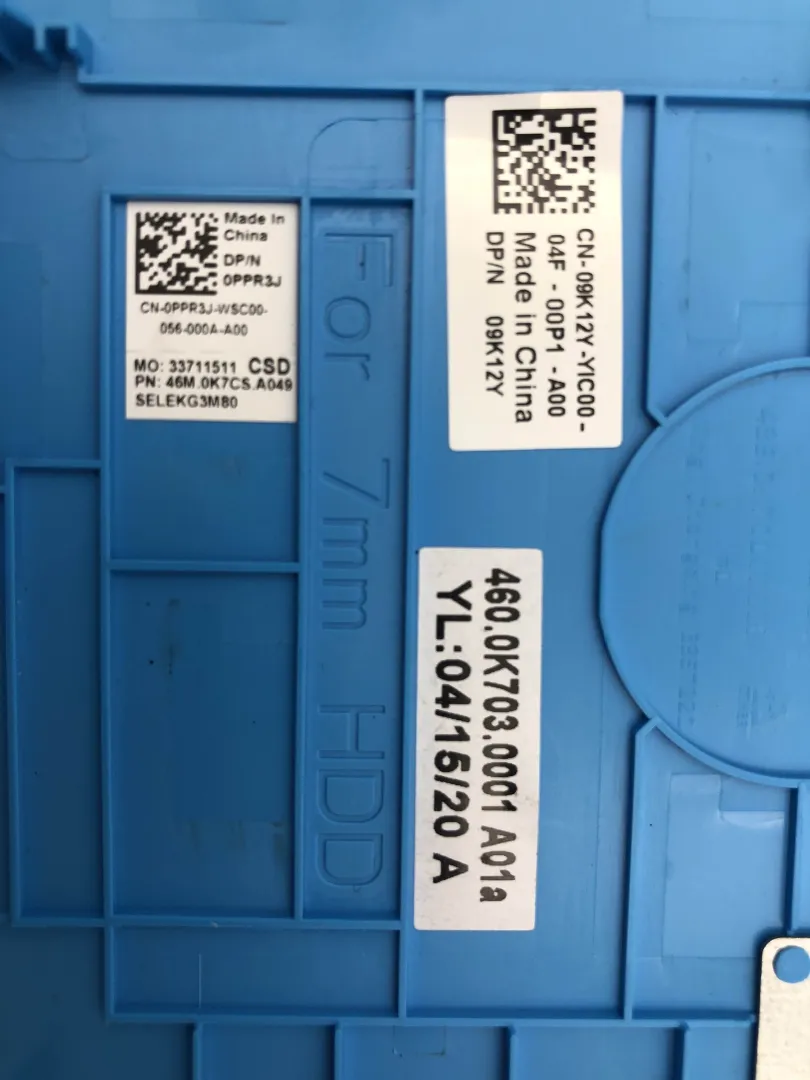 Made In
China
DP/N
0PPR3J
CN-0PPR3J-WSC00-
056-000A-A00
MO: 33711511 CSD
PN: 46M.0K7CS.A049
SELEKG3M80
For 7mm HDD
CN- 09K12Y -YIC00 -
04F - 00P1 - A00
Made in China
DP/N 09K12Y
460.0K703.0001 A01a
YL:04/15/20 A